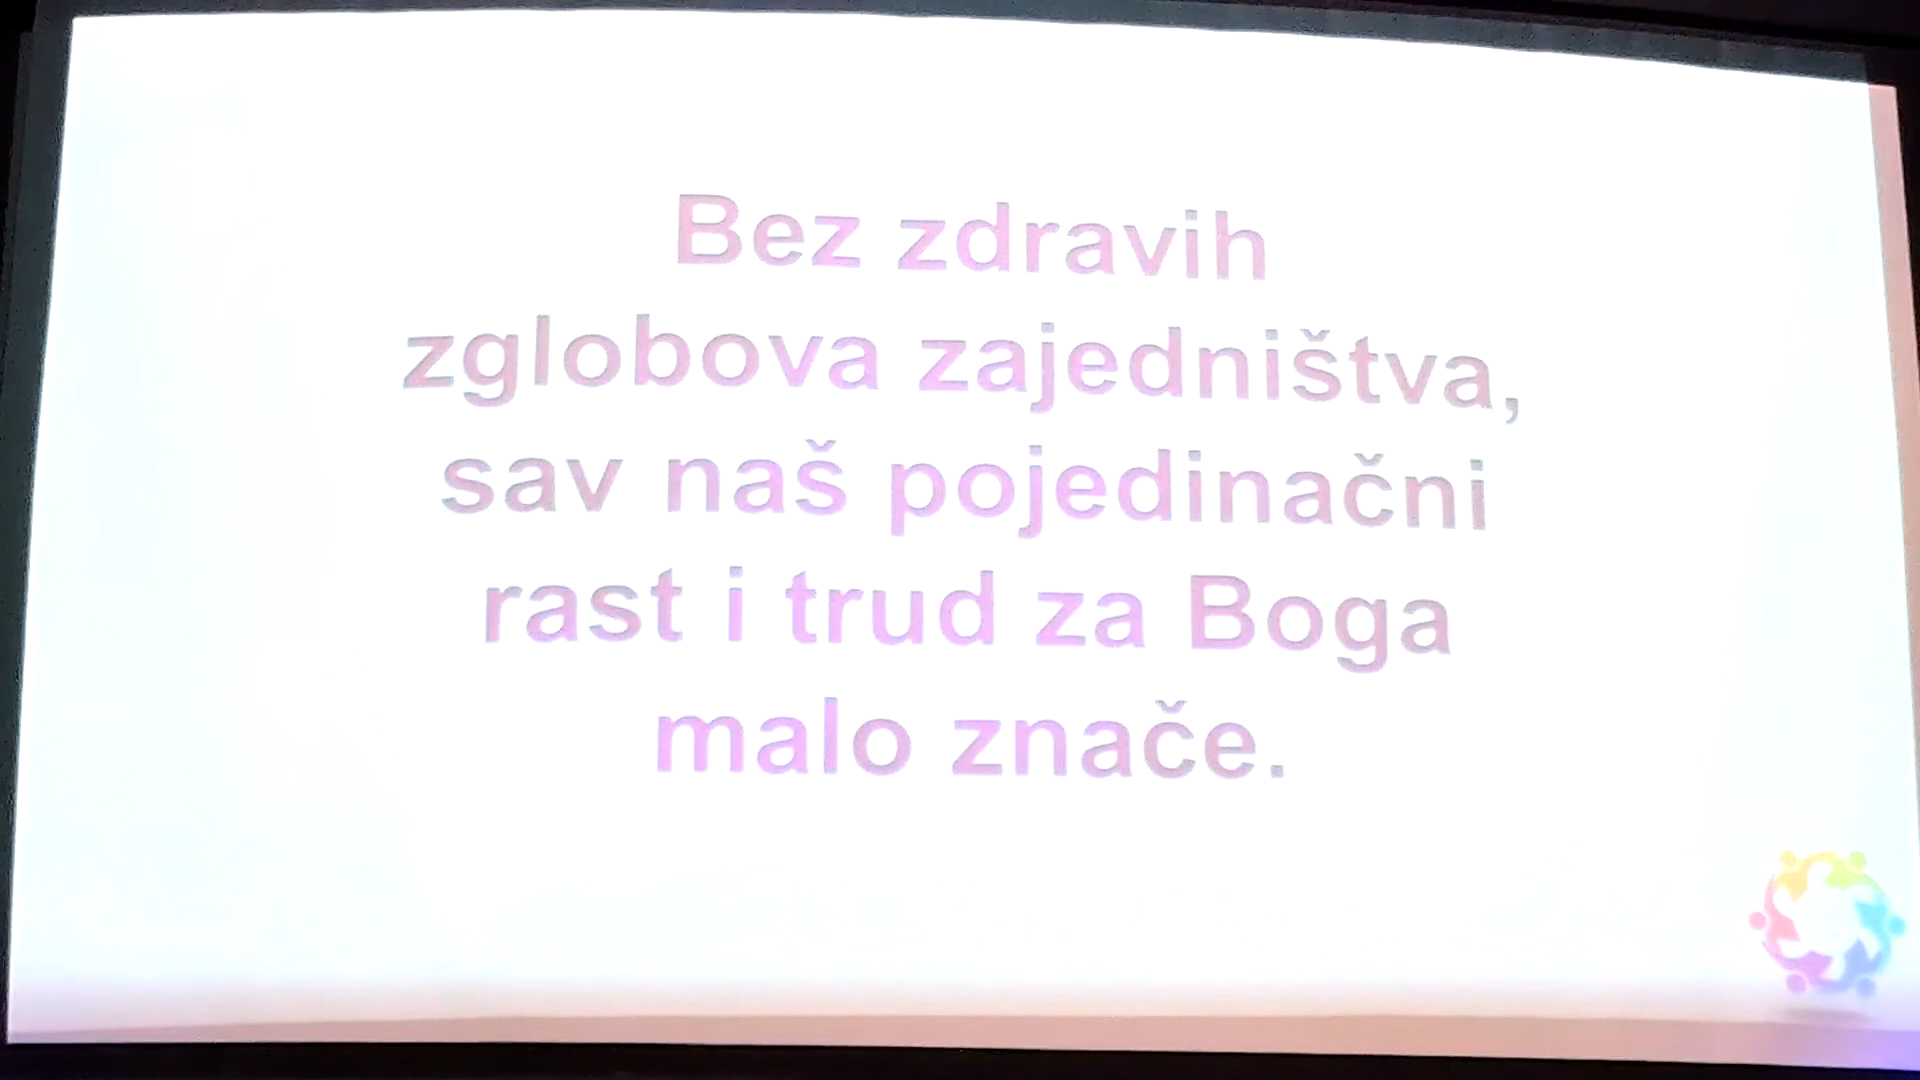 Bez zdravih
zglobova zajedništva,
sav naš pojedinačni
rast i trud za Boga
malo znače.